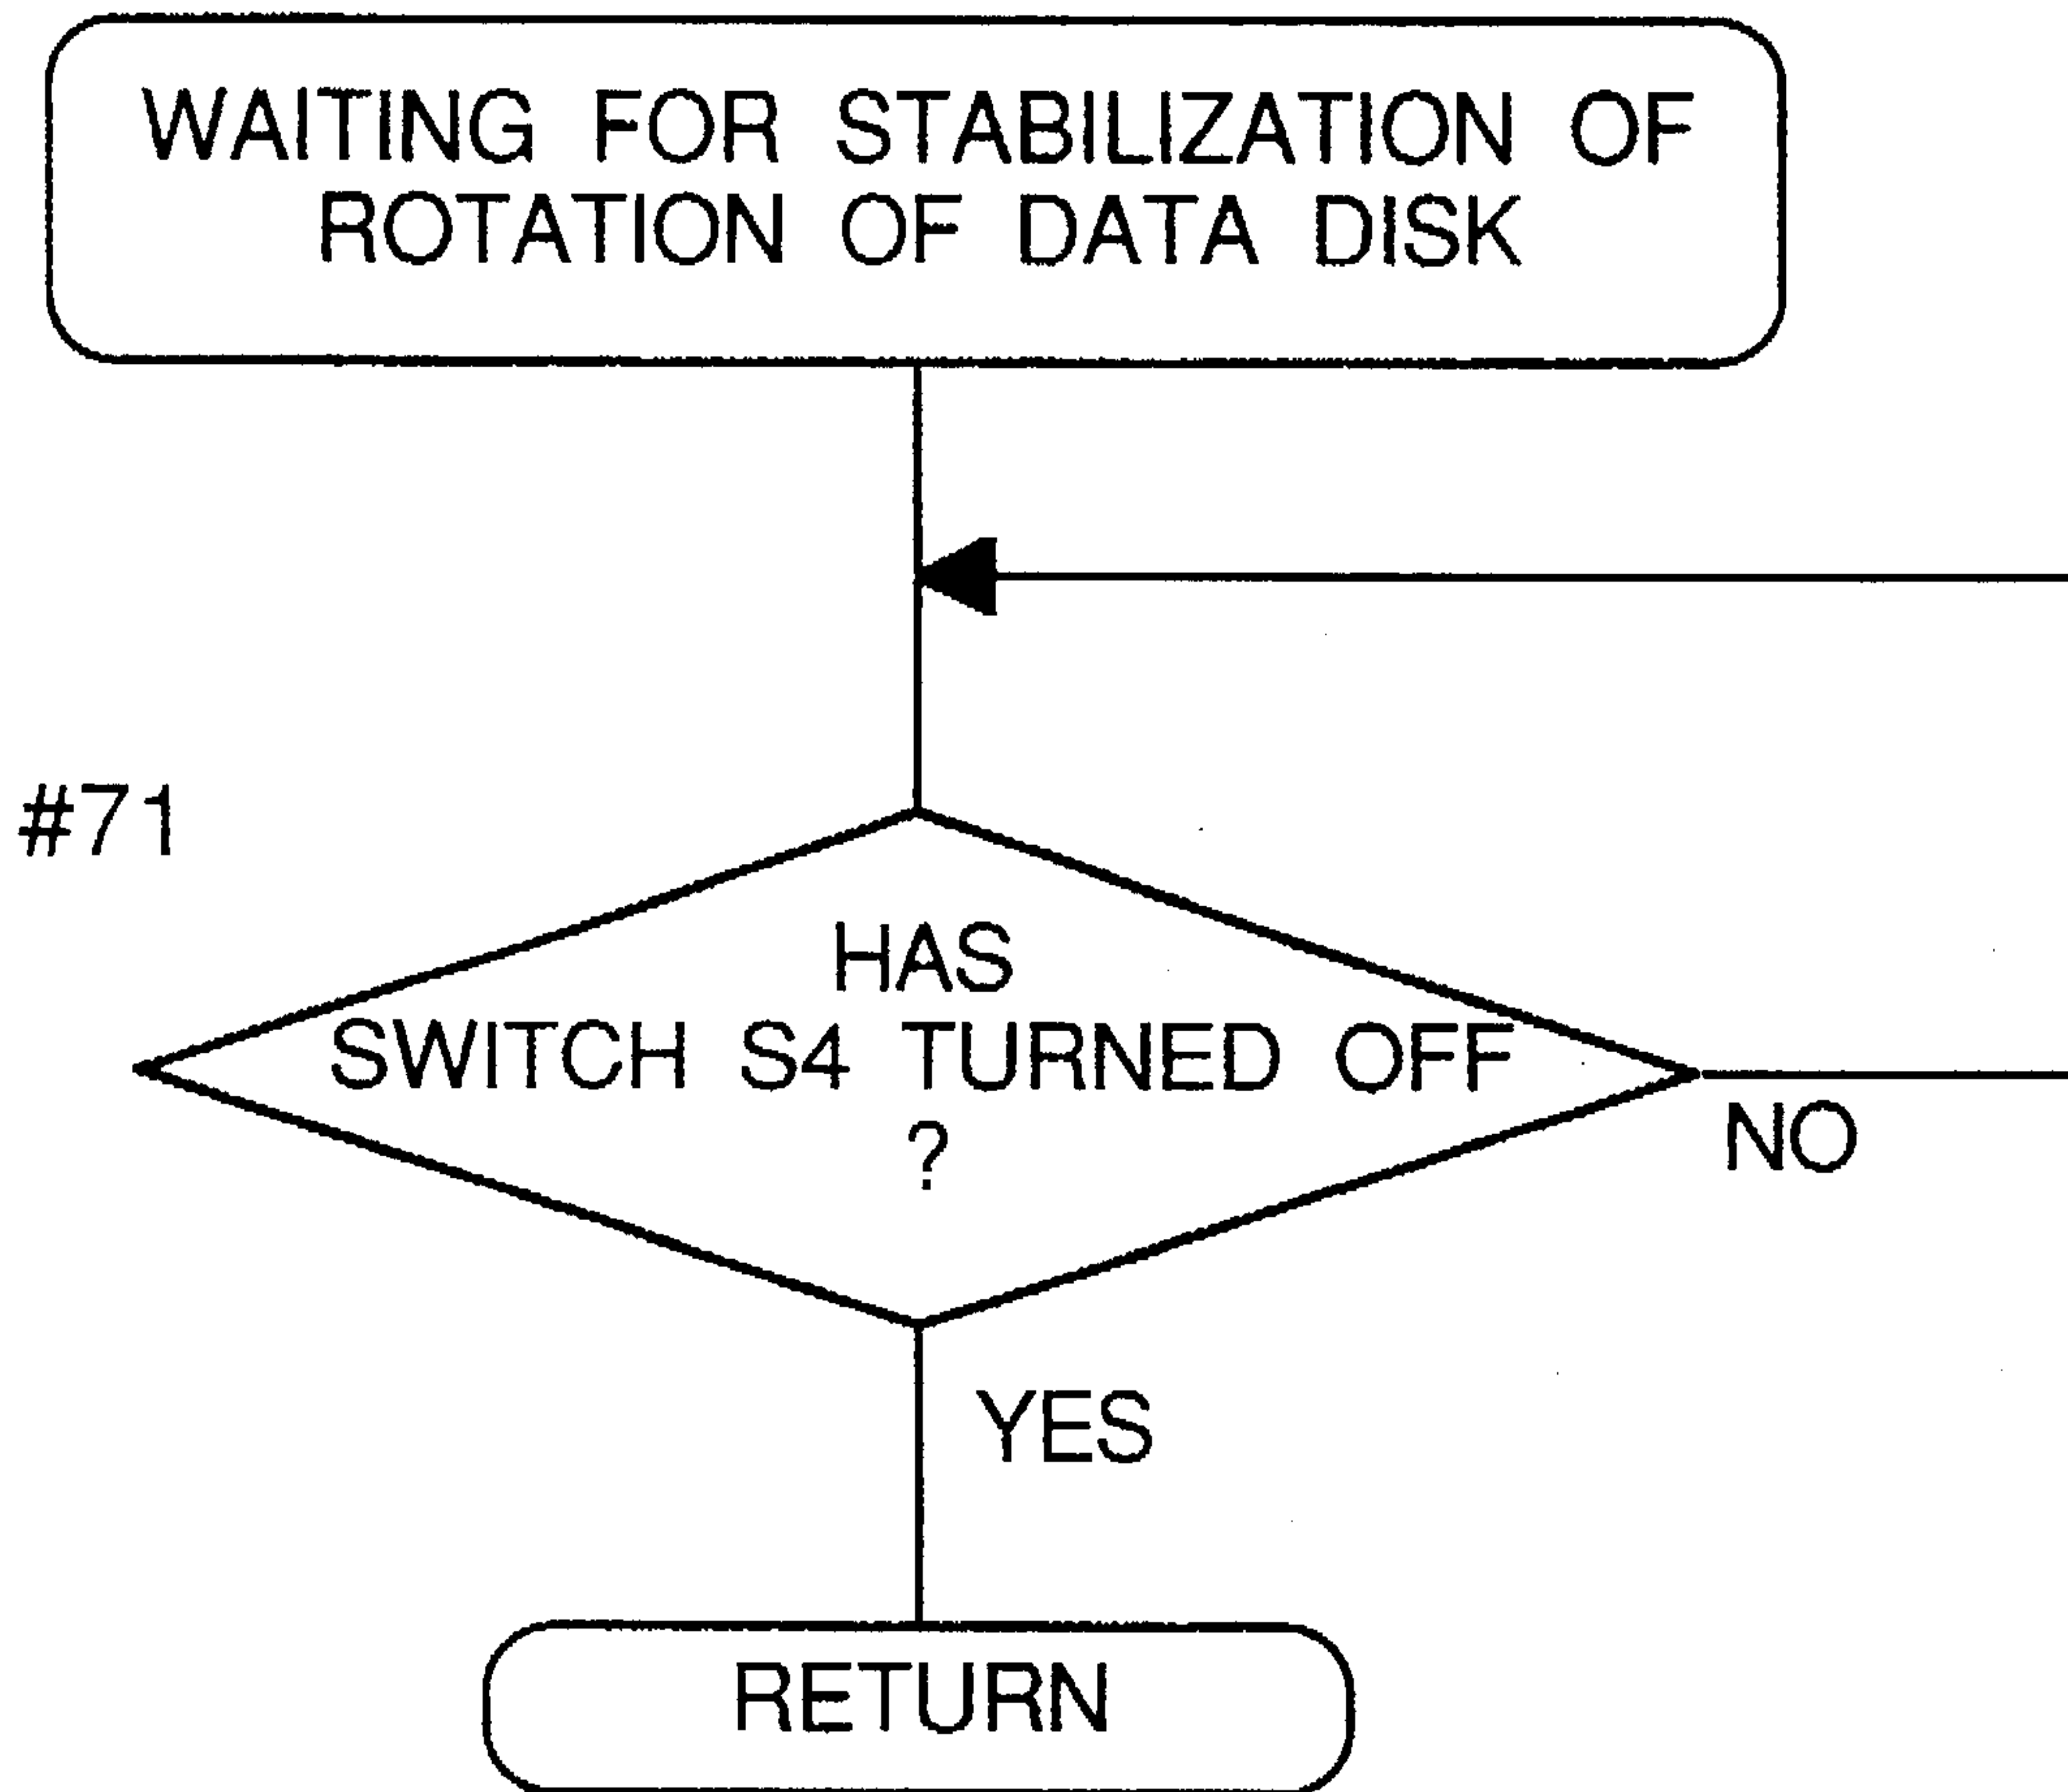 WAITING FOR STABILIZATION OF
ROTATION OF DATA DISK
#71
HAS
SWITCH S4 TURNED OFF
?
NO
YES
RETURN